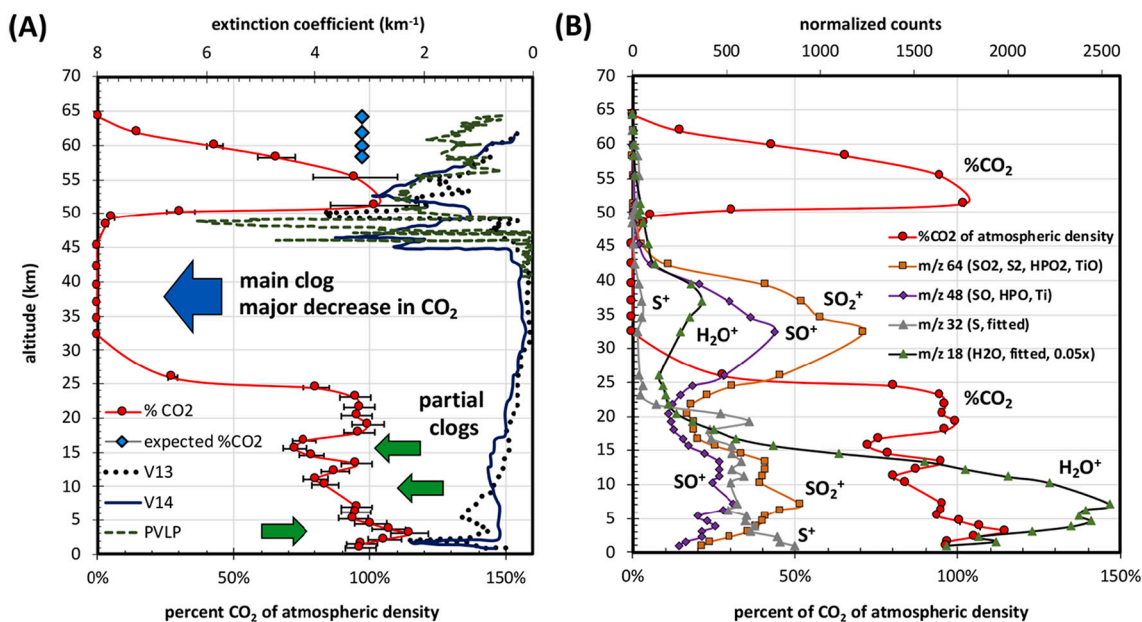 (A)
extinction coefficient (km⁻¹)
8 6 4 2 0
70
65
60
55
50
45
40
35
30
25
20
15
10
5
0
altitude (km)
main clog
major decrease in CO₂
partial
clogs
% CO2
expected %CO2
V13
V14
PVLP
0% 50% 100% 150%
percent CO₂ of atmospheric density
(B)
normalized counts
0 500 1000 1500 2000 2500
70
65
60
55
50
45
40
35
30
25
20
15
10
5
0
%CO₂
%CO2 of atmospheric density
m/z 64 (SO2, S2, HPO2, TiO)
m/z 48 (SO, HPO, Ti)
m/z 32 (S, fitted)
m/z 18 (H2O, fitted, 0.05x)
S⁺
H₂O⁺
SO⁺
SO₂⁺
%CO₂
H₂O⁺
SO⁺
SO₂⁺
S⁺
0% 50% 100% 150%
percent of CO₂ of atmospheric density